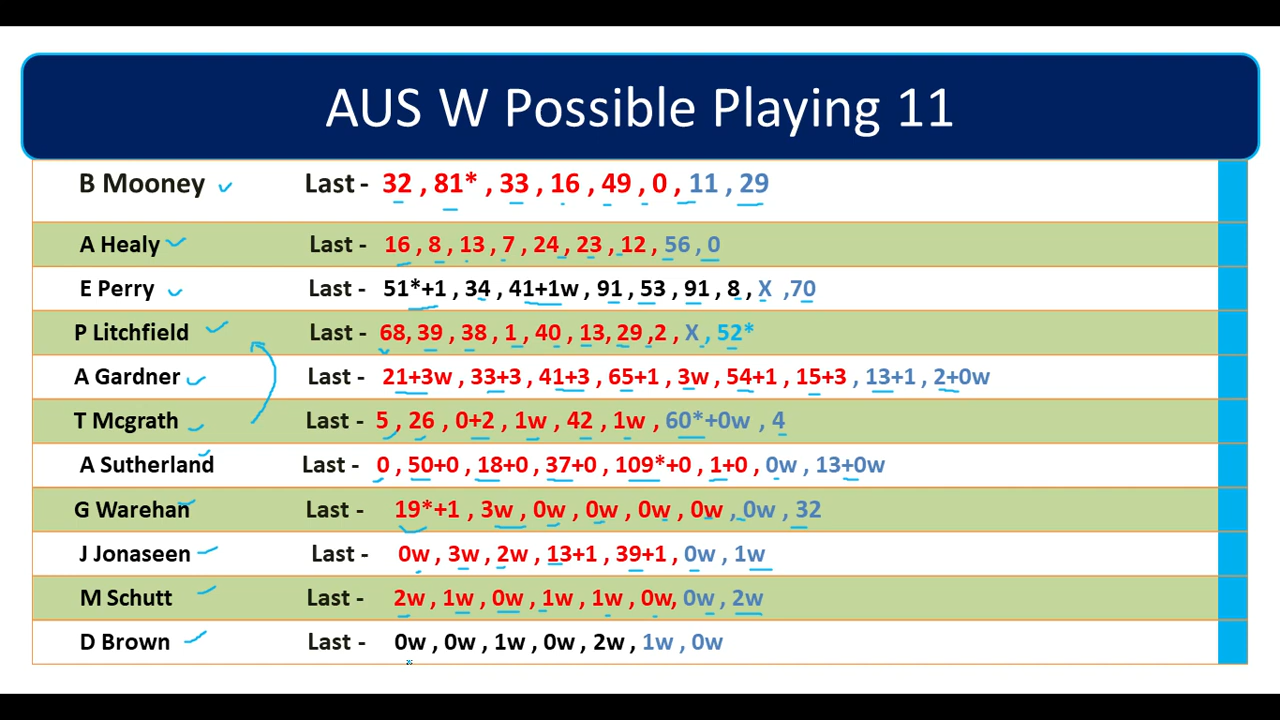 AUS W Possible Playing 11
B Mooney Last - 32 , 81* , 33 , 16 , 49 , 0 , 11 , 29
A Healy Last - 16 , 8 , 13 , 7 , 24 , 23 , 12 , 56 , 0
E Perry Last - 51*+1 , 34 , 41+1w , 91 , 53 , 91 , 8 , X ,70
P Litchfield Last - 68, 39 , 38 , 1 , 40 , 13, 29 ,2 , X , 52*
A Gardner Last - 21+3w , 33+3 , 41+3 , 65+1 , 3w , 54+1 , 15+3 , 13+1 , 2+0w
T Mcgrath Last - 5 , 26 , 0+2 , 1w , 42 , 1w , 60*+0w , 4
A Sutherland Last - 0 , 50+0 , 18+0 , 37+0 , 109*+0 , 1+0 , 0w , 13+0w
G Warehan Last - 19*+1 , 3w , 0w , 0w , 0w , 0w , 0w , 32
J Jonaseen Last - 0w , 3w , 2w , 13+1 , 39+1 , 0w , 1w
M Schutt Last - 2w , 1w , 0w , 1w , 1w , 0w, 0w , 2w
D Brown Last - 0w , 0w , 1w , 0w , 2w , 1w , 0w